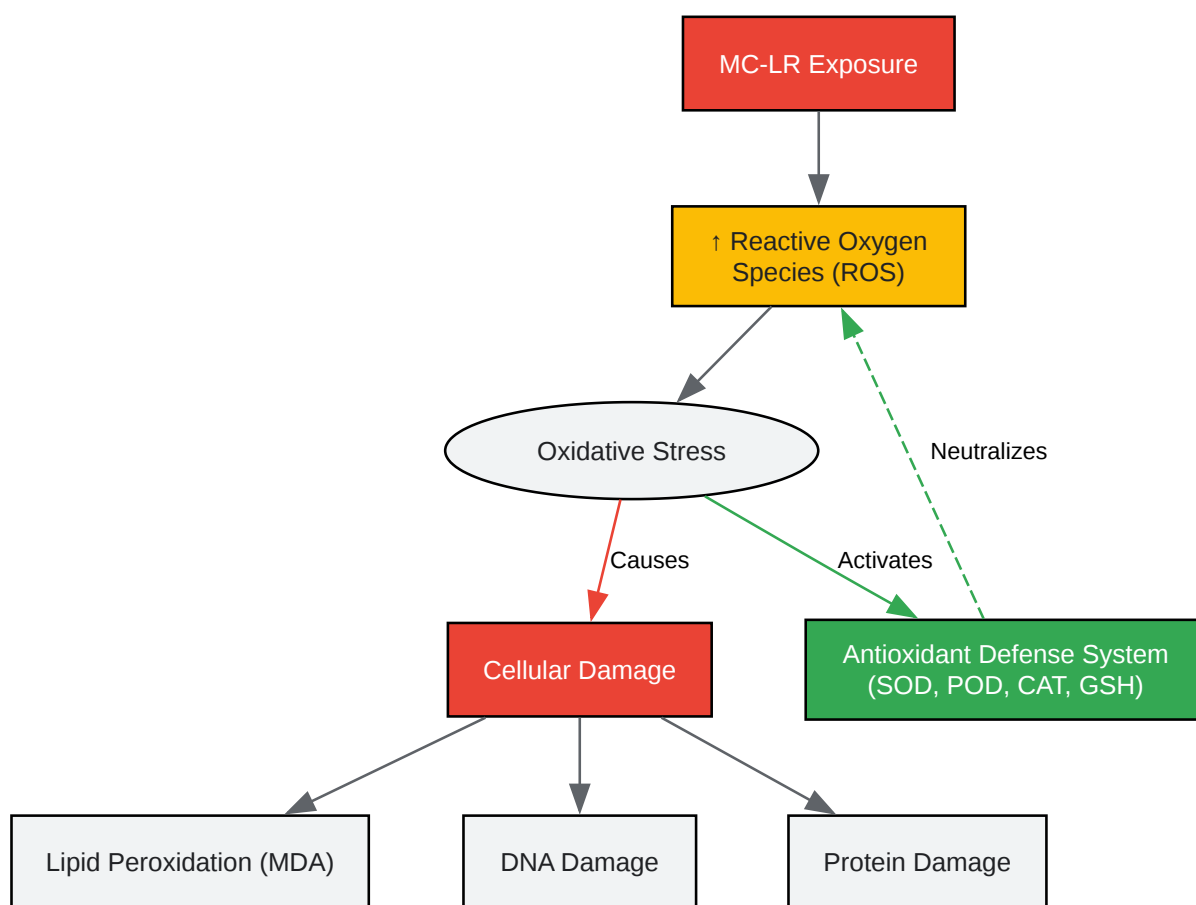 MC-LR Exposure
↑ Reactive Oxygen
Species (ROS)
Oxidative Stress
Neutralizes
Causes
Activates
Cellular Damage
Antioxidant Defense System
(SOD, POD, CAT, GSH)
Lipid Peroxidation (MDA)
DNA Damage
Protein Damage